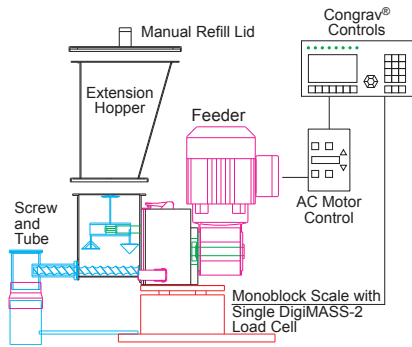 Congrav®
Controls
Manual Refill Lid
Extension
Hopper
Feeder
Screw
and
Tube
AC Motor
Control
Monoblock Scale with
Single DigiMASS-2
Load Cell